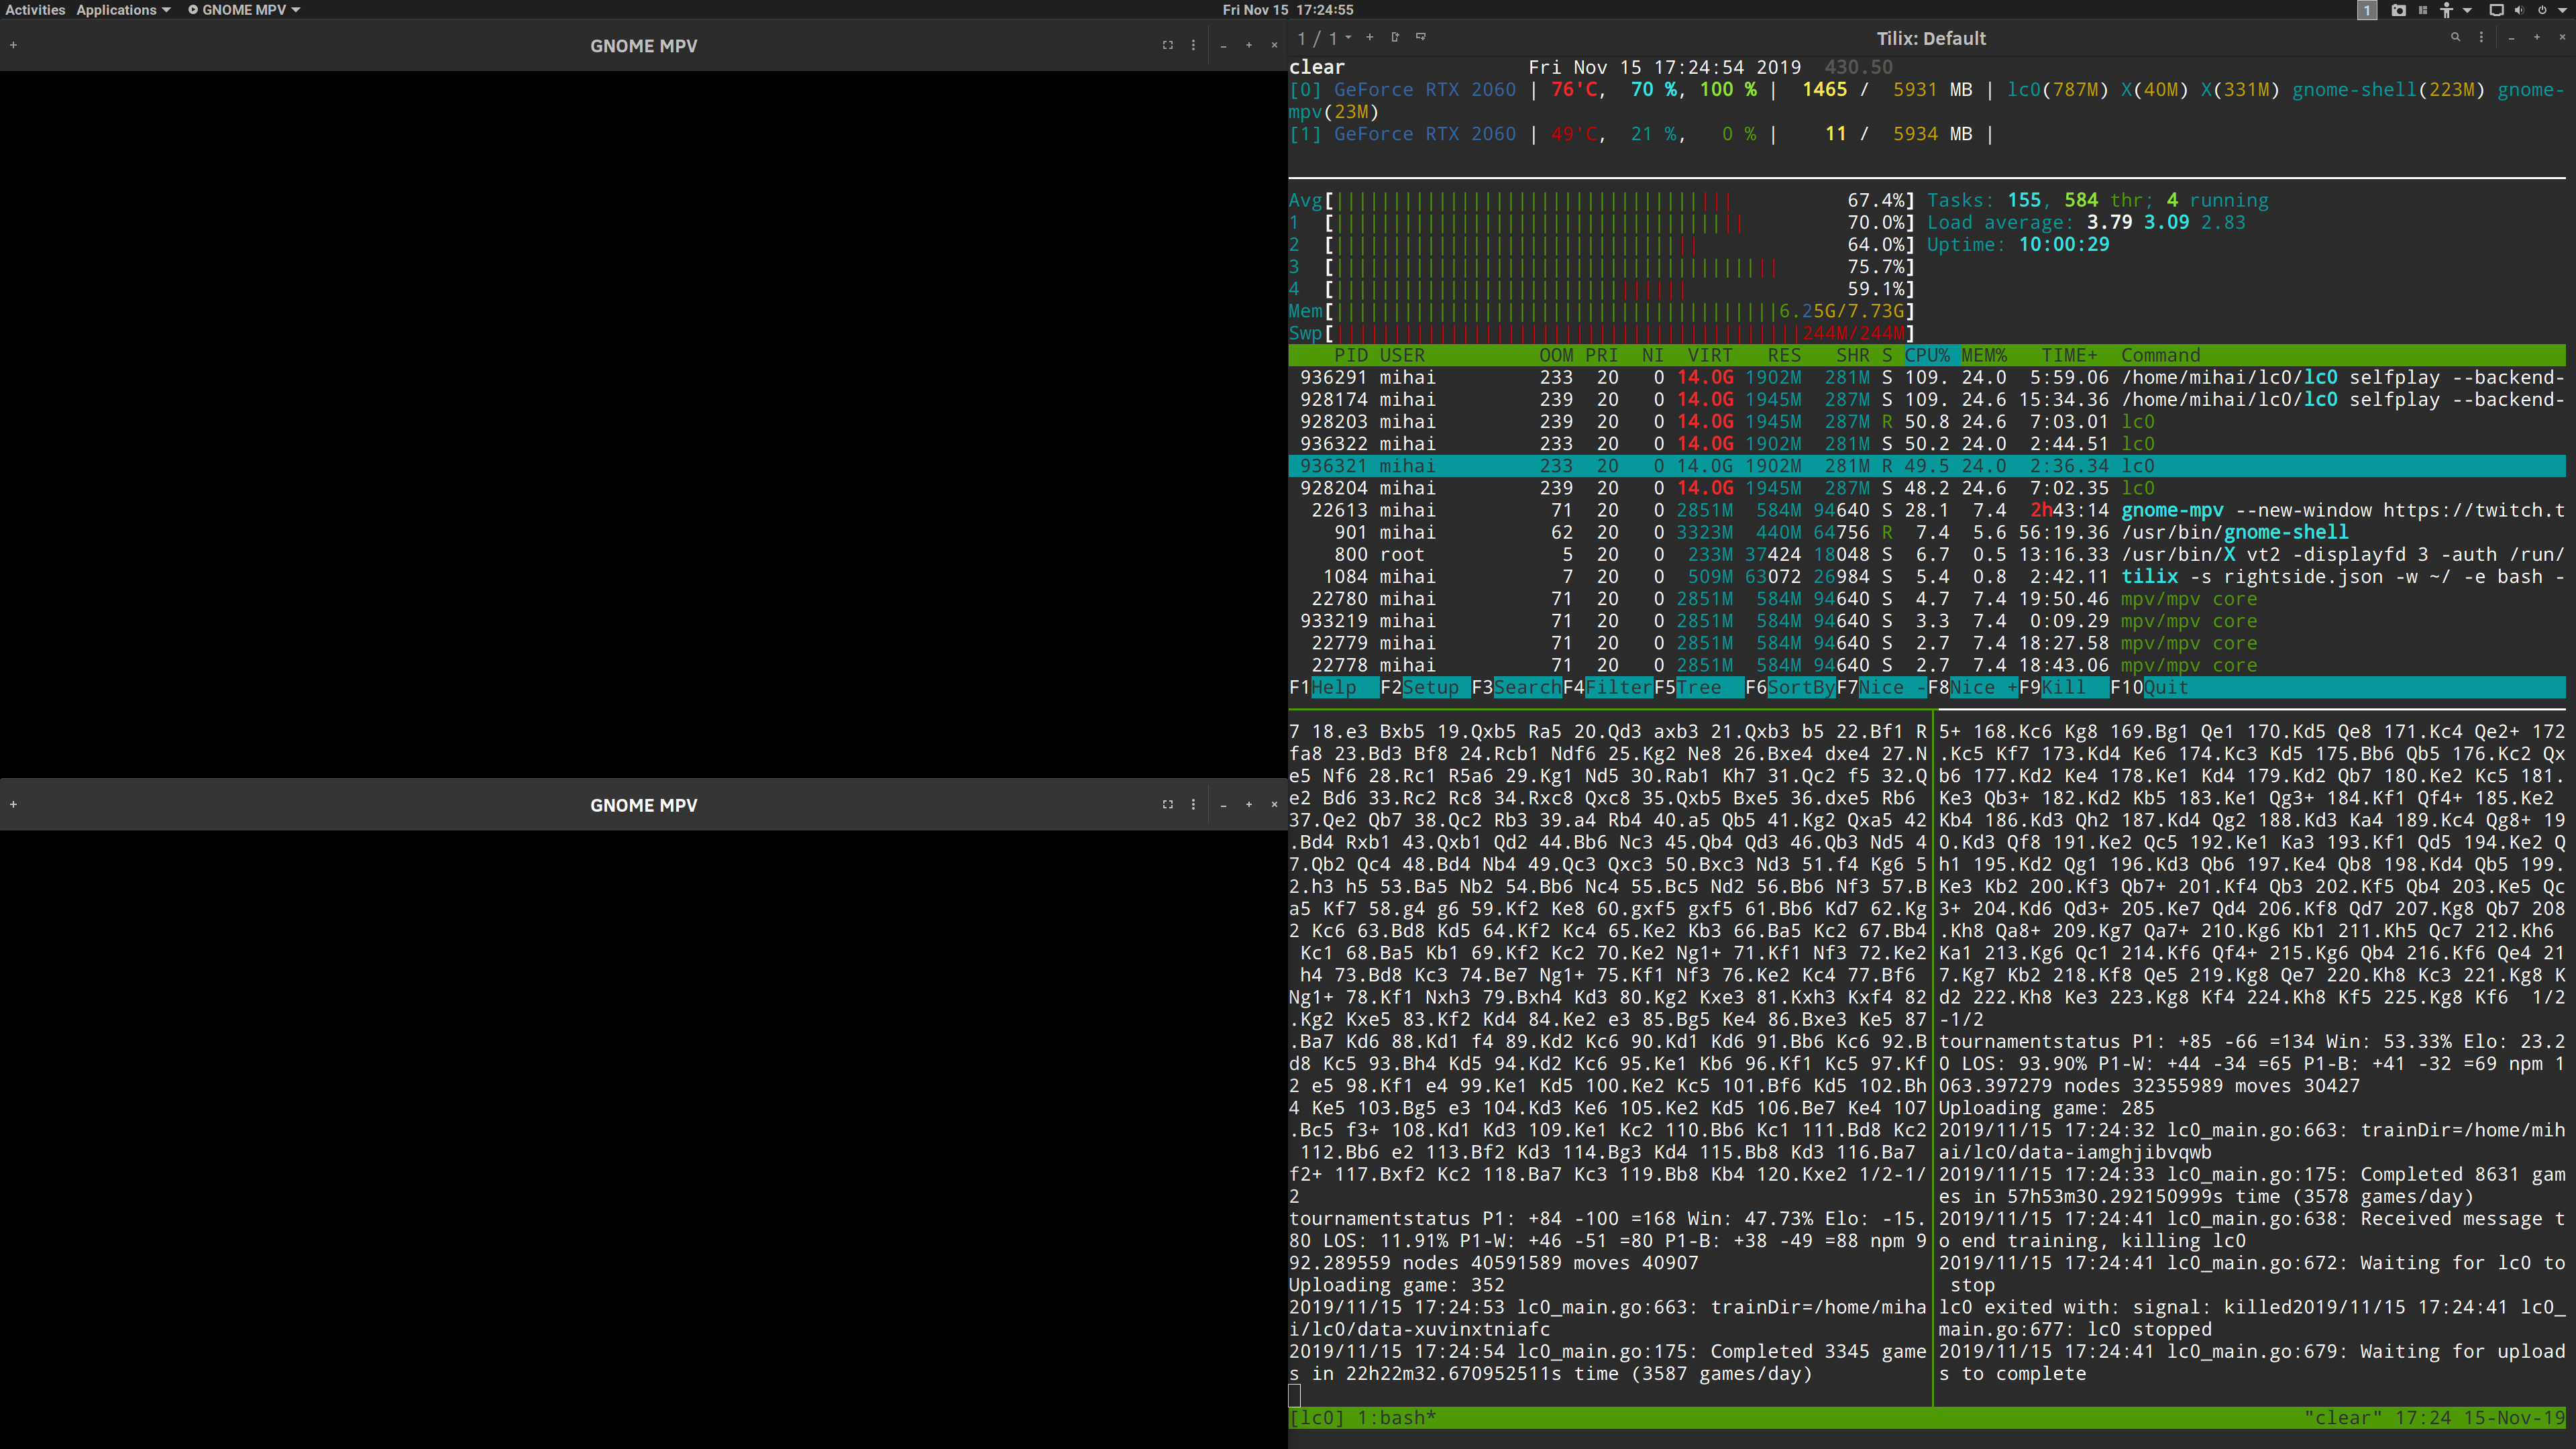 Activities Applications GNOME MPV Fri Nov 15 17:24:55 1
GNOME MPV
GNOME MPV
1 / 1 Tilix: Default
clear Fri Nov 15 17:24:54 2019 430.50
[0] GeForce RTX 2060 | 76'C, 70 %, 100 % | 1465 / 5931 MB | lc0(787M) X(40M) X(331M) gnome-shell(223M) gnome-
mpv(23M)
[1] GeForce RTX 2060 | 49'C, 21 %, 0 % | 11 / 5934 MB |
Avg[ 67.4%] Tasks: 155, 584 thr; 4 running
1 [ 70.0%] Load average: 3.79 3.09 2.83
2 [ 64.0%] Uptime: 10:00:29
3 [ 75.7%]
4 [ 59.1%]
Mem[ 6.25G/7.73G]
Swp[ 244M/244M]
PID USER OOM PRI NI VIRT RES SHR S CPU% MEM% TIME+ Command
936291 mihai 233 20 0 14.0G 1902M 281M S 109. 24.0 5:59.06 /home/mihai/lc0/lc0 selfplay --backend-
928174 mihai 239 20 0 14.0G 1945M 287M S 109. 24.6 15:34.36 /home/mihai/lc0/lc0 selfplay --backend-
928203 mihai 239 20 0 14.0G 1945M 287M R 50.8 24.6 7:03.01 lc0
936322 mihai 233 20 0 14.0G 1902M 281M S 50.2 24.0 2:44.51 lc0
936321 mihai 233 20 0 14.0G 1902M 281M R 49.5 24.0 2:36.34 lc0
928204 mihai 239 20 0 14.0G 1945M 287M S 48.2 24.6 7:02.35 lc0
22613 mihai 71 20 0 2851M 584M 94640 S 28.1 7.4 2h43:14 gnome-mpv --new-window https://twitch.t
901 mihai 62 20 0 3323M 440M 64756 R 7.4 5.6 56:19.36 /usr/bin/gnome-shell
800 root 5 20 0 233M 37424 18048 S 6.7 0.5 13:16.33 /usr/bin/X vt2 -displayfd 3 -auth /run/
1084 mihai 7 20 0 509M 63072 26984 S 5.4 0.8 2:42.11 tilix -s rightside.json -w ~/ -e bash -
22780 mihai 71 20 0 2851M 584M 94640 S 4.7 7.4 19:50.46 mpv/mpv core
933219 mihai 71 20 0 2851M 584M 94640 S 3.3 7.4 0:09.29 mpv/mpv core
22779 mihai 71 20 0 2851M 584M 94640 S 2.7 7.4 18:27.58 mpv/mpv core
22778 mihai 71 20 0 2851M 584M 94640 S 2.7 7.4 18:43.06 mpv/mpv core
F1Help F2Setup F3SearchF4FilterF5Tree F6SortByF7Nice -F8Nice +F9Kill F10Quit
7 18.e3 Bxb5 19.Qxb5 Ra5 20.Qd3 axb3 21.Qxb3 b5 22.Bf1 R
fa8 23.Bd3 Bf8 24.Rcb1 Ndf6 25.Kg2 Ne8 26.Bxe4 dxe4 27.N
e5 Nf6 28.Rc1 R5a6 29.Kg1 Nd5 30.Rab1 Kh7 31.Qc2 f5 32.Q
e2 Bd6 33.Rc2 Rc8 34.Rxc8 Qxc8 35.Qxb5 Bxe5 36.dxe5 Rb6
37.Qe2 Qb7 38.Qc2 Rb3 39.a4 Rb4 40.a5 Qb5 41.Kg2 Qxa5 42
.Bd4 Rxb1 43.Qxb1 Qd2 44.Bb6 Nc3 45.Qb4 Qd3 46.Qb3 Nd5 4
7.Qb2 Qc4 48.Bd4 Nb4 49.Qc3 Qxc3 50.Bxc3 Nd3 51.f4 Kg6 5
2.h3 h5 53.Ba5 Nb2 54.Bb6 Nc4 55.Bc5 Nd2 56.Bb6 Nf3 57.B
a5 Kf7 58.g4 g6 59.Kf2 Ke8 60.gxf5 gxf5 61.Bb6 Kd7 62.Kg
2 Kc6 63.Bd8 Kd5 64.Kf2 Kc4 65.Ke2 Kb3 66.Ba5 Kc2 67.Bb4
Kc1 68.Ba5 Kb1 69.Kf2 Kc2 70.Ke2 Ng1+ 71.Kf1 Nf3 72.Ke2
h4 73.Bd8 Kc3 74.Be7 Ng1+ 75.Kf1 Nf3 76.Ke2 Kc4 77.Bf6
Ng1+ 78.Kf1 Nxh3 79.Bxh4 Kd3 80.Kg2 Kxe3 81.Kxh3 Kxf4 82
.Kg2 Kxe5 83.Kf2 Kd4 84.Ke2 e3 85.Bg5 Ke4 86.Bxe3 Ke5 87
.Ba7 Kd6 88.Kd1 f4 89.Kd2 Kc6 90.Kd1 Kd6 91.Bb6 Kc6 92.B
d8 Kc5 93.Bh4 Kd5 94.Kd2 Kc6 95.Ke1 Kb6 96.Kf1 Kc5 97.Kf
2 e5 98.Kf1 e4 99.Ke1 Kd5 100.Ke2 Kc5 101.Bf6 Kd5 102.Bh
4 Ke5 103.Bg5 e3 104.Kd3 Ke6 105.Ke2 Kd5 106.Be7 Ke4 107
.Bc5 f3+ 108.Kd1 Kd3 109.Ke1 Kc2 110.Bb6 Kc1 111.Bd8 Kc2
112.Bb6 e2 113.Bf2 Kd3 114.Bg3 Kd4 115.Bb8 Kd3 116.Ba7
f2+ 117.Bxf2 Kc2 118.Ba7 Kc3 119.Bb8 Kb4 120.Kxe2 1/2-1/
2
tournamentstatus P1: +84 -100 =168 Win: 47.73% Elo: -15.
80 LOS: 11.91% P1-W: +46 -51 =80 P1-B: +38 -49 =88 npm 9
92.289559 nodes 40591589 moves 40907
Uploading game: 352
2019/11/15 17:24:53 lc0_main.go:663: trainDir=/home/miha
i/lc0/data-xuvinxtniafc
2019/11/15 17:24:54 lc0_main.go:175: Completed 3345 game
s in 22h22m32.670952511s time (3587 games/day)
5+ 168.Kc6 Kg8 169.Bg1 Qe1 170.Kd5 Qe8 171.Kc4 Qe2+ 172
.Kc5 Kf7 173.Kd4 Ke6 174.Kc3 Kd5 175.Bb6 Qb5 176.Kc2 Qx
b6 177.Kd2 Ke4 178.Ke1 Kd4 179.Kd2 Qb7 180.Ke2 Kc5 181.
Ke3 Qb3+ 182.Kd2 Kb5 183.Ke1 Qg3+ 184.Kf1 Qf4+ 185.Ke2
Kb4 186.Kd3 Qh2 187.Kd4 Qg2 188.Kd3 Ka4 189.Kc4 Qg8+ 19
0.Kd3 Qf8 191.Ke2 Qc5 192.Ke1 Ka3 193.Kf1 Qd5 194.Ke2 Q
h1 195.Kd2 Qg1 196.Kd3 Qb6 197.Ke4 Qb8 198.Kd4 Qb5 199.
Ke3 Kb2 200.Kf3 Qb7+ 201.Kf4 Qb3 202.Kf5 Qb4 203.Ke5 Qc
3+ 204.Kd6 Qd3+ 205.Ke7 Qd4 206.Kf8 Qd7 207.Kg8 Qb7 208
.Kh8 Qa8+ 209.Kg7 Qa7+ 210.Kg6 Kb1 211.Kh5 Qc7 212.Kh6
Ka1 213.Kg6 Qc1 214.Kf6 Qf4+ 215.Kg6 Qb4 216.Kf6 Qe4 21
7.Kg7 Kb2 218.Kf8 Qe5 219.Kg8 Qe7 220.Kh8 Kc3 221.Kg8 K
d2 222.Kh8 Ke3 223.Kg8 Kf4 224.Kh8 Kf5 225.Kg8 Kf6 1/2
-1/2
tournamentstatus P1: +85 -66 =134 Win: 53.33% Elo: 23.2
0 LOS: 93.90% P1-W: +44 -34 =65 P1-B: +41 -32 =69 npm 1
063.397279 nodes 32355989 moves 30427
Uploading game: 285
2019/11/15 17:24:32 lc0_main.go:663: trainDir=/home/mih
ai/lc0/data-iamghjibvqwb
2019/11/15 17:24:33 lc0_main.go:175: Completed 8631 gam
es in 57h53m30.292150999s time (3578 games/day)
2019/11/15 17:24:41 lc0_main.go:638: Received message t
o end training, killing lc0
2019/11/15 17:24:41 lc0_main.go:672: Waiting for lc0 to
stop
lc0 exited with: signal: killed2019/11/15 17:24:41 lc0_
main.go:677: lc0 stopped
2019/11/15 17:24:41 lc0_main.go:679: Waiting for upload
s to complete
[lc0] 1:bash* "clear" 17:24 15-Nov-19